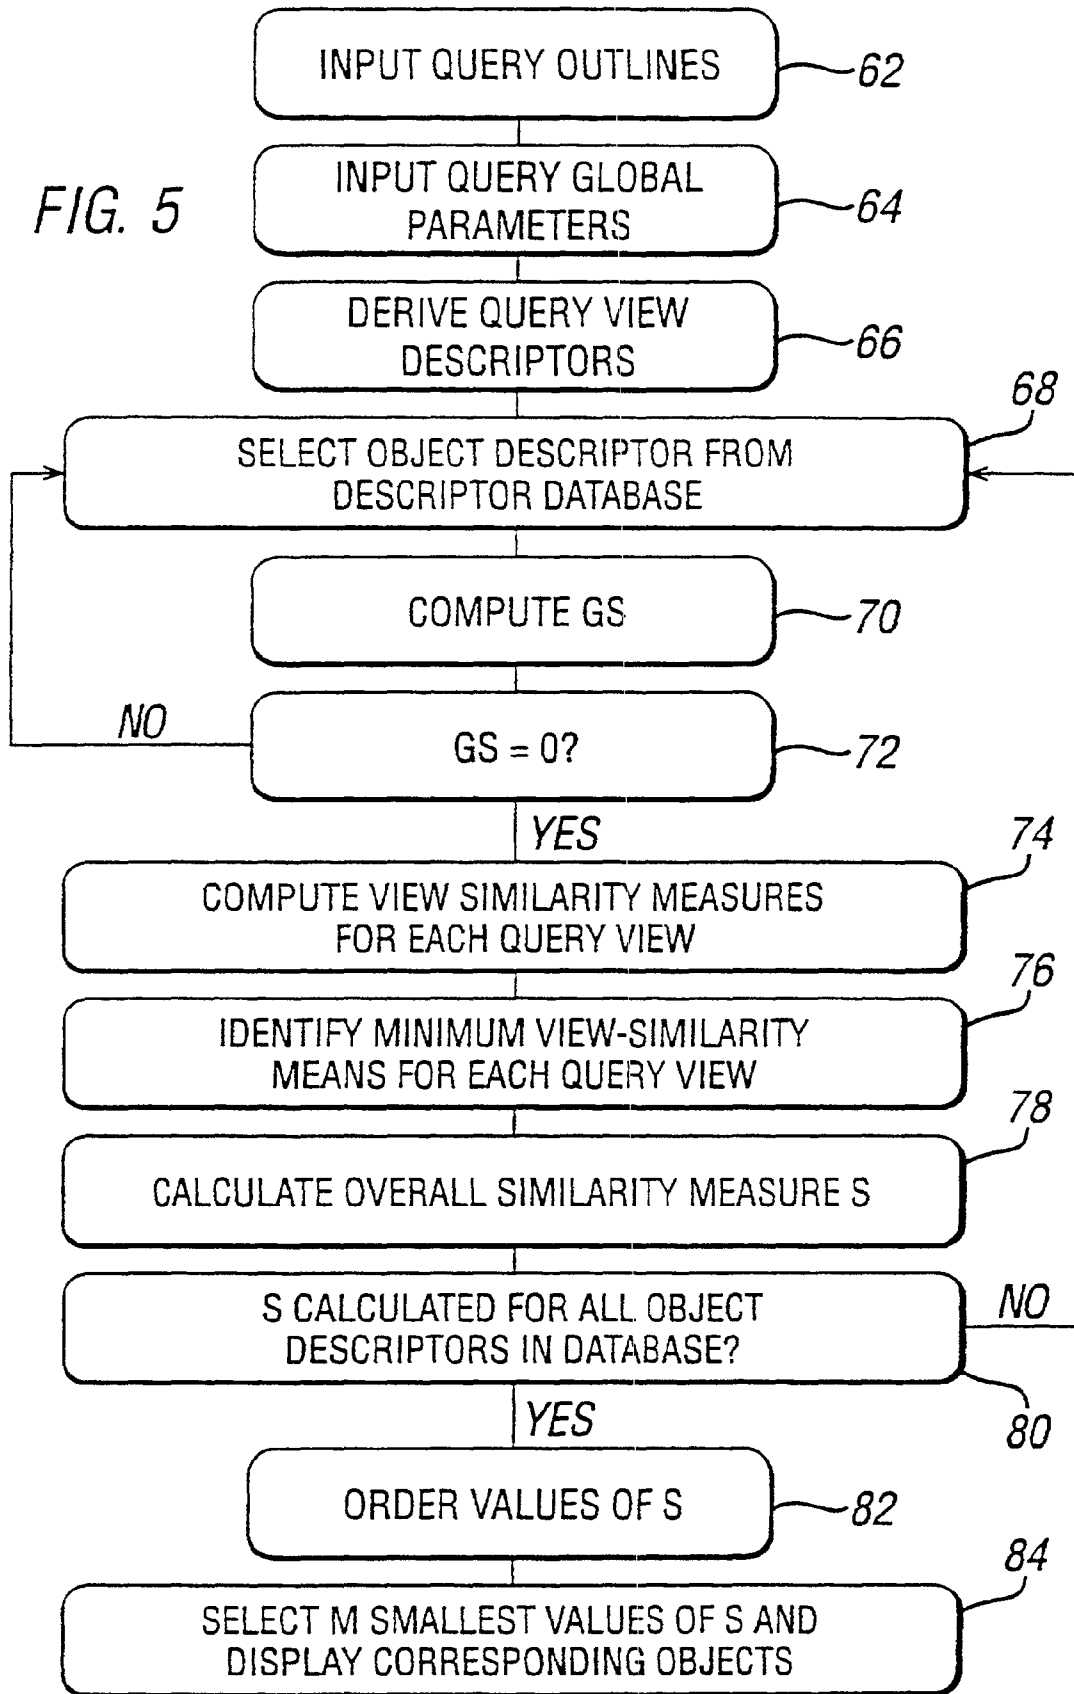 INPUT QUERY OUTLINES
62
FIG. 5
INPUT QUERY GLOBAL
PARAMETERS
64
DERIVE QUERY VIEW
DESCRIPTORS
66
68
SELECT OBJECT DESCRIPTOR FROM
DESCRIPTOR DATABASE
COMPUTE GS
70
NO
GS = 0?
72
YES
74
COMPUTE VIEW SIMILARITY MEASURES
FOR EACH QUERY VIEW
76
IDENTIFY MINIMUM VIEW-SIMILARITY
MEANS FOR EACH QUERY VIEW
78
CALCULATE OVERALL SIMILARITY MEASURE S
S CALCULATED FOR ALL OBJECT
DESCRIPTORS IN DATABASE?
NO
80
YES
ORDER VALUES OF S
82
84
SELECT M SMALLEST VALUES OF S AND
DISPLAY CORRESPONDING OBJECTS